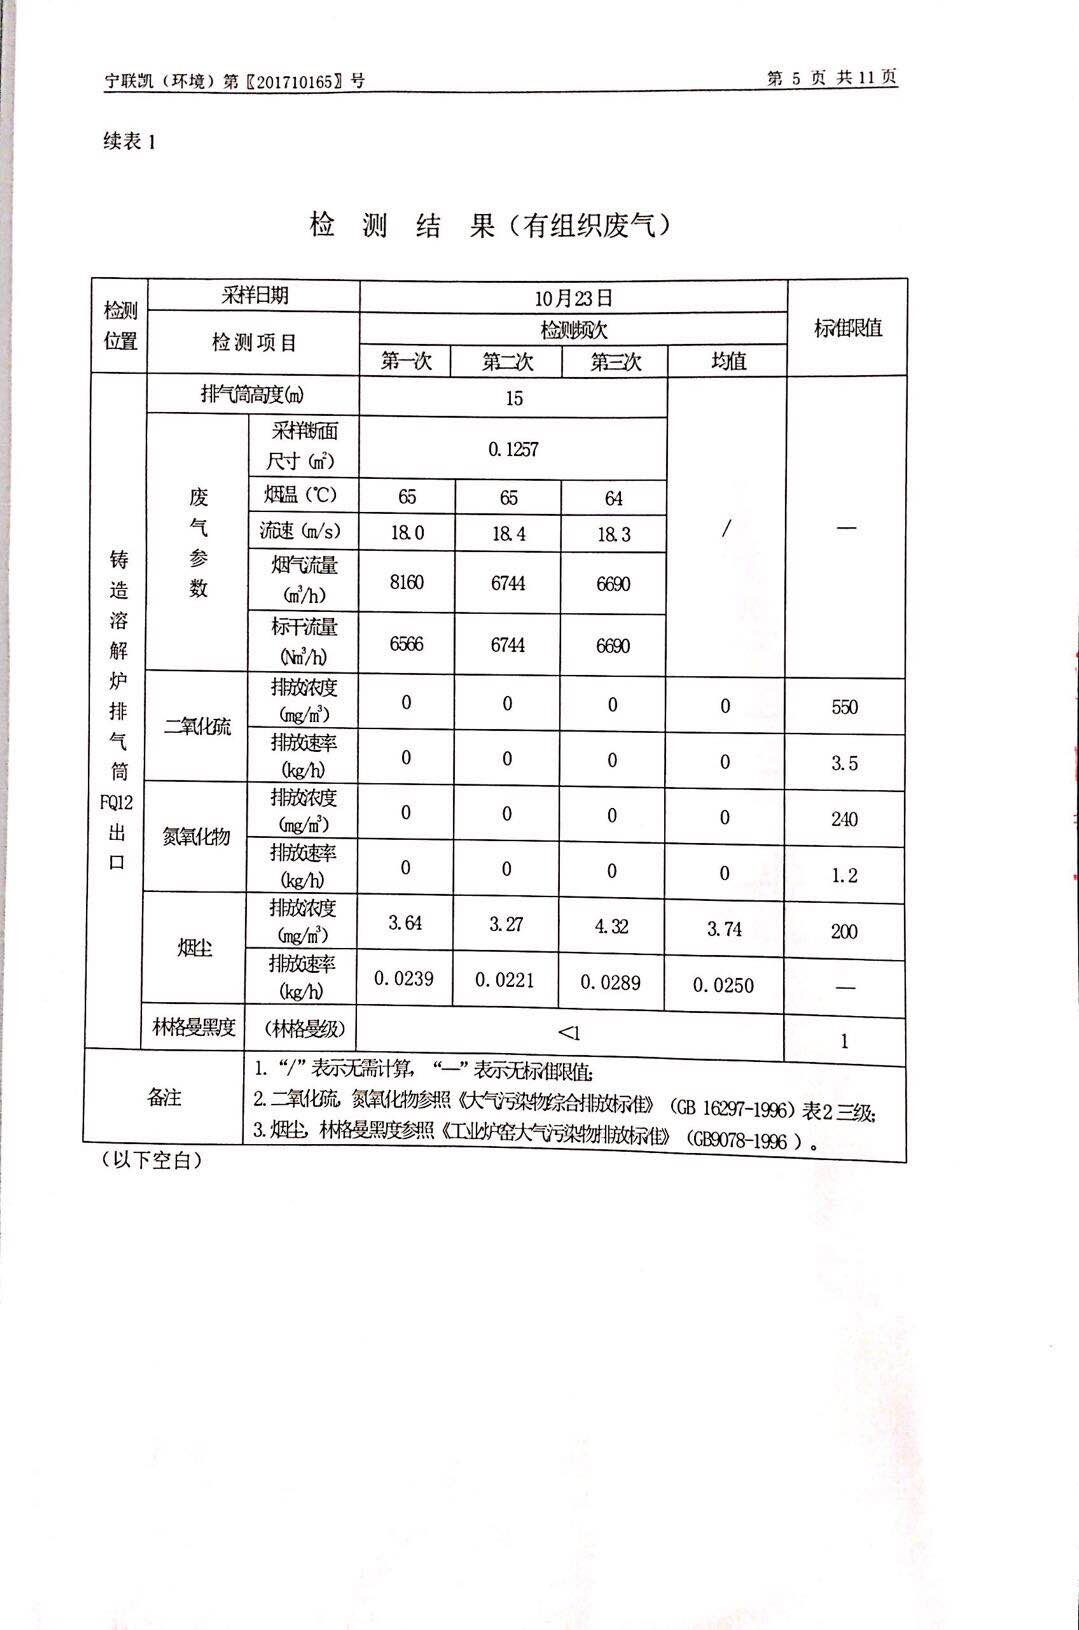 宁联凯（环境）第〖201710165〗号 第 5 页 共11页
续表 1
检 测 结 果（有组织废气）
检测位置 采样日期 10月23日 标准限值
检测项目 检测频次
第一次 第二次 第三次 均值
铸造溶解炉排气筒FQ12出口 排气筒高度(m) 15 / —
废气参数 采样断面尺寸（㎡） 0.1257
烟温（℃） 65 65 64
流速（m/s） 18.0 18.4 18.3
烟气流量（m³/h） 8160 6744 6690
标干流量（Nm³/h） 6566 6744 6690
二氧化硫 排放浓度（mg/m³） 0 0 0 0 550
排放速率（kg/h） 0 0 0 0 3.5
氮氧化物 排放浓度（mg/m³） 0 0 0 0 240
排放速率（kg/h） 0 0 0 0 1.2
烟尘 排放浓度（mg/m³） 3.64 3.27 4.32 3.74 200
排放速率（kg/h） 0.0239 0.0221 0.0289 0.0250 —
林格曼黑度 （林格曼级） <1 1
备注 1. “/”表示无需计算，“—”表示无标准限值；
2. 二氧化硫、氮氧化物参照《大气污染物综合排放标准》（GB 16297-1996）表2 三级；
3. 烟尘、林格曼黑度参照《工业炉窑大气污染物排放标准》（GB9078-1996 ）。
（以下空白）